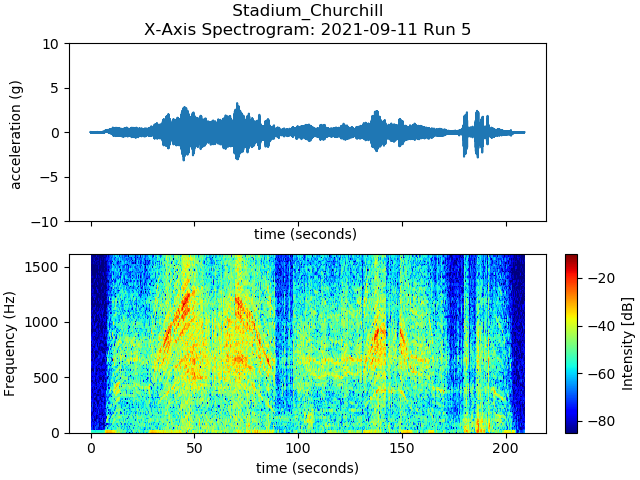 Stadium_Churchill
X-Axis Spectrogram: 2021-09-11 Run 5
10
5
0
−5
−10
acceleration (g)
time (seconds)
1500
1000
500
0
Frequency (Hz)
0
50
100
150
200
time (seconds)
−20
−40
−60
−80
Intensity [dB]